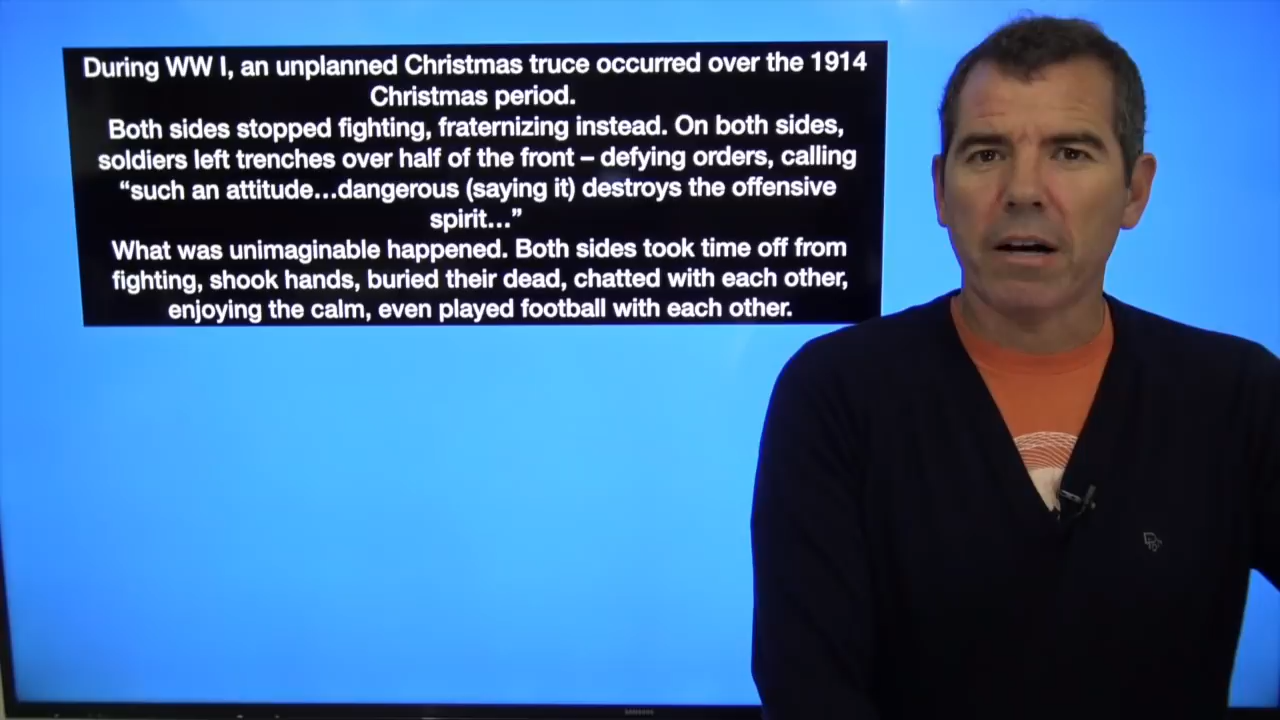 During WW I, an unplanned Christmas truce occurred over the 1914
Christmas period.
Both sides stopped fighting, fraternizing instead. On both sides,
soldiers left trenches over half of the front – defying orders, calling
“such an attitude...dangerous (saying it) destroys the offensive
spirit...”
What was unimaginable happened. Both sides took time off from
fighting, shook hands, buried their dead, chatted with each other,
enjoying the calm, even played football with each other.
SAMSUNG